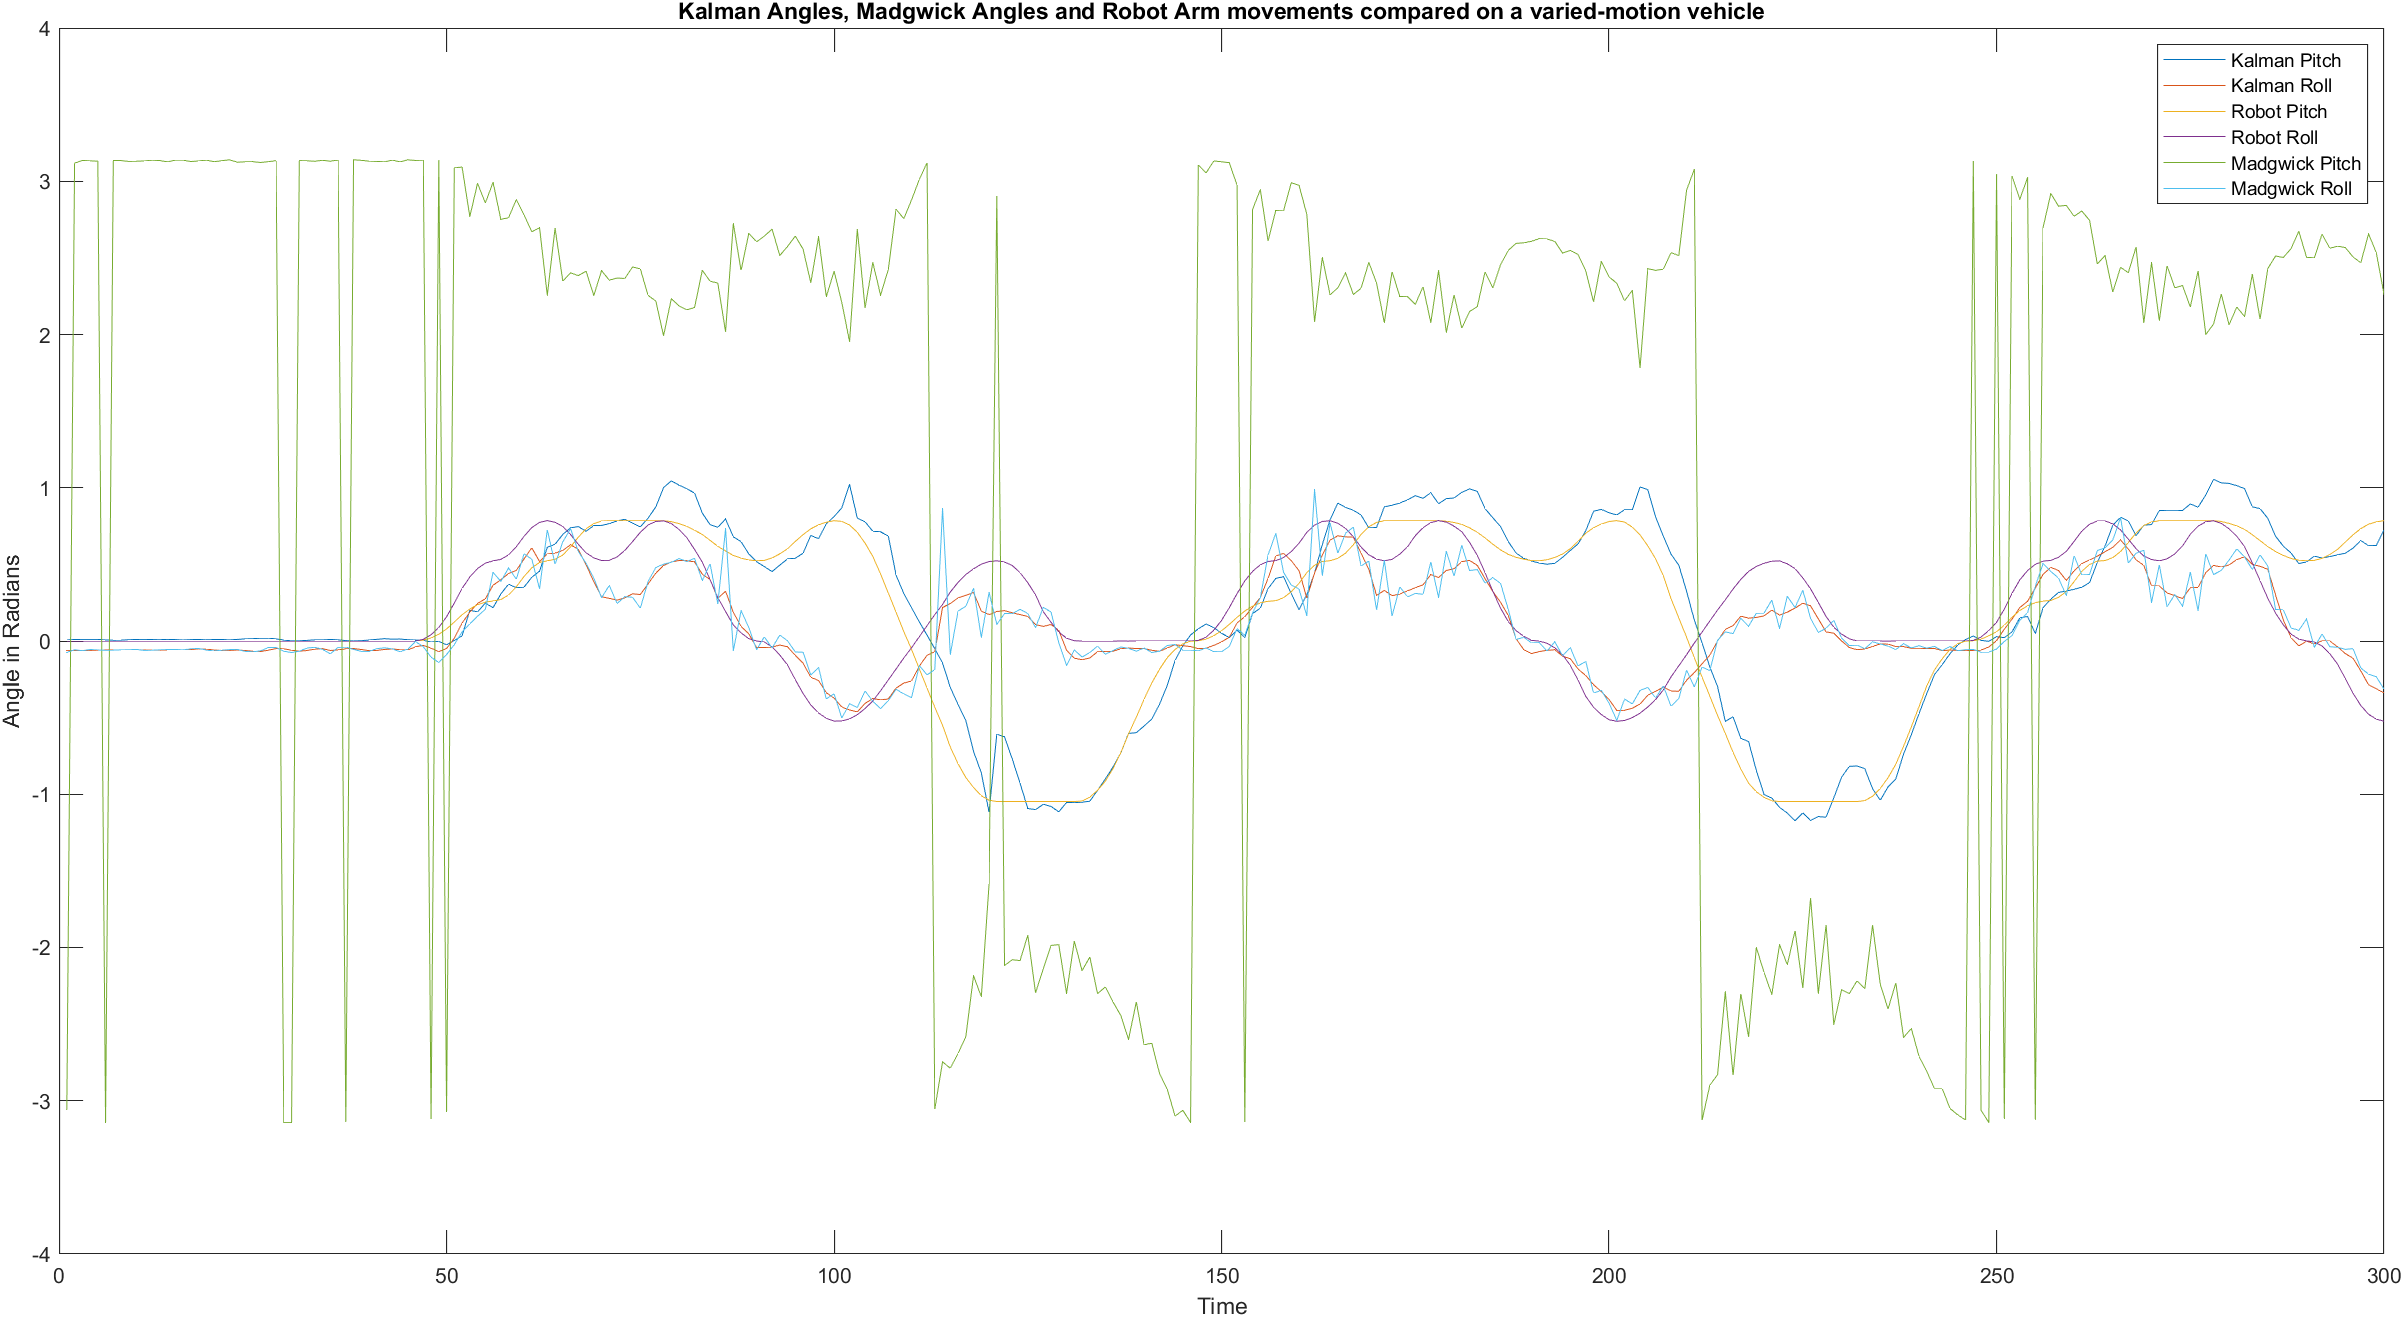 Kalman Angles, Madgwick Angles and Robot Arm movements compared on a varied-motion vehicle
4
3
2
1
0
-1
-2
-3
-4
Angle in Radians
Kalman Pitch
Kalman Roll
Robot Pitch
Robot Roll
Madgwick Pitch
Madgwick Roll
0 50 100 150 200 250 300
Time